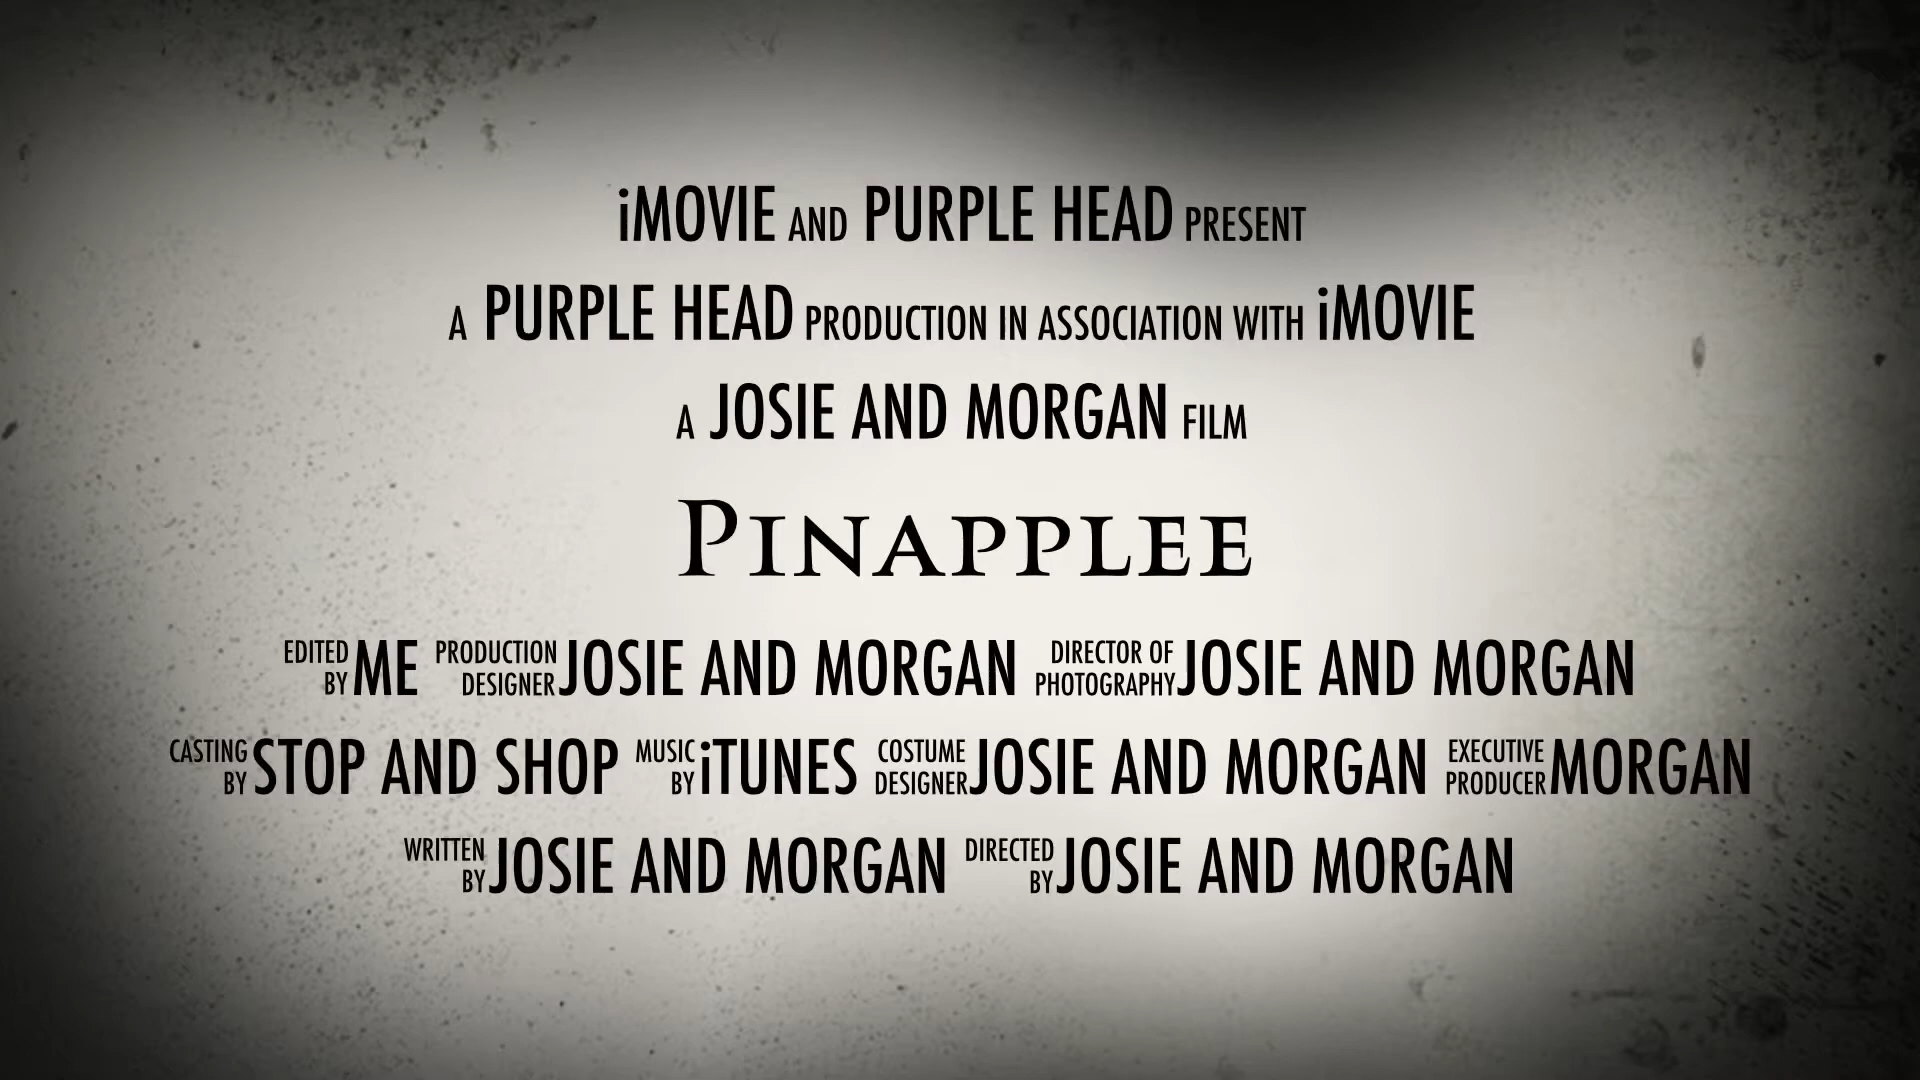 iMOVIE AND PURPLE HEAD PRESENT
A PURPLE HEAD PRODUCTION IN ASSOCIATION WITH iMOVIE
A JOSIE AND MORGAN FILM
PINAPPLEE
EDITED BY ME PRODUCTION DESIGNER JOSIE AND MORGAN DIRECTOR OF PHOTOGRAPHY JOSIE AND MORGAN
CASTING BY STOP AND SHOP MUSIC BY iTUNES COSTUME DESIGNER JOSIE AND MORGAN EXECUTIVE PRODUCER MORGAN
WRITTEN BY JOSIE AND MORGAN DIRECTED BY JOSIE AND MORGAN